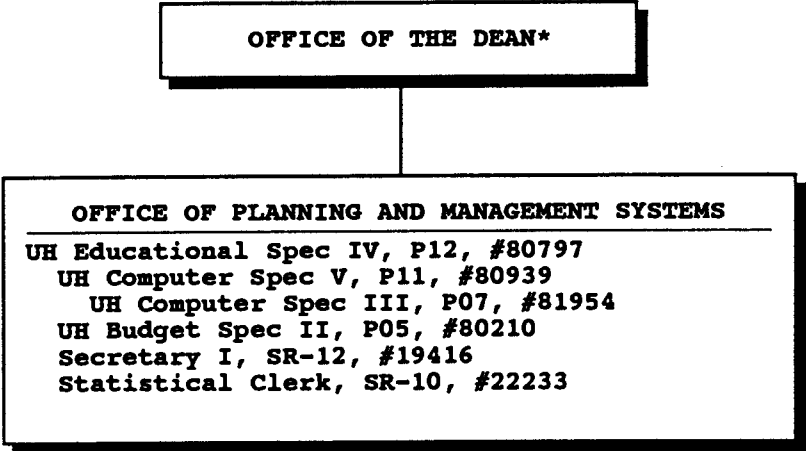 OFFICE OF THE DEAN*
OFFICE OF PLANNING AND MANAGEMENT SYSTEMS
UH Educational Spec IV, P12, #80797
UH Computer Spec V, P11, #80939
UH Computer Spec III, P07, #81954
UH Budget Spec II, P05, #80210
Secretary I, SR-12, #19416
Statistical Clerk, SR-10, #22233